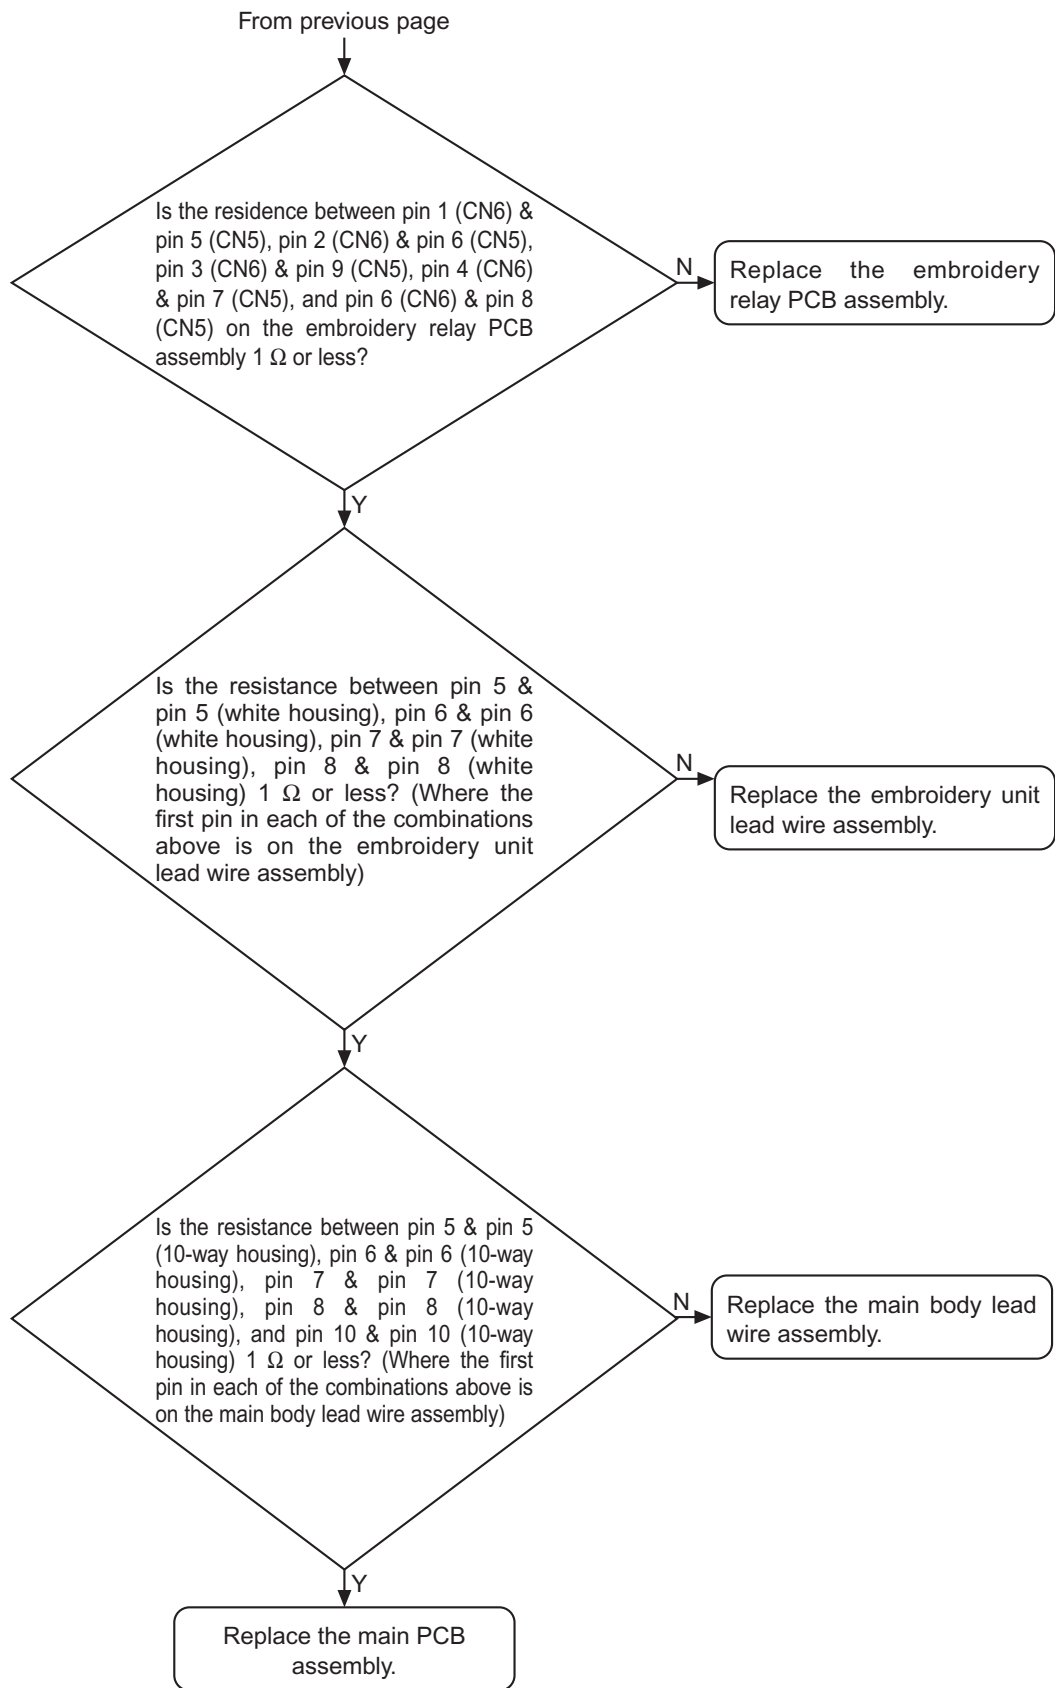 From previous page
Is the residence between pin 1 (CN6) &
pin 5 (CN5), pin 2 (CN6) & pin 6 (CN5),
pin 3 (CN6) & pin 9 (CN5), pin 4 (CN6)
& pin 7 (CN5), and pin 6 (CN6) & pin 8
(CN5) on the embroidery relay PCB
assembly 1 Ω or less?
N
Replace the embroidery
relay PCB assembly.
Y
Is the resistance between pin 5 &
pin 5 (white housing), pin 6 & pin 6
(white housing), pin 7 & pin 7 (white
housing), pin 8 & pin 8 (white
housing) 1 Ω or less? (Where the
first pin in each of the combinations
above is on the embroidery unit
lead wire assembly)
N
Replace the embroidery unit
lead wire assembly.
Y
Is the resistance between pin 5 & pin 5
(10-way housing), pin 6 & pin 6 (10-way
housing), pin 7 & pin 7 (10-way
housing), pin 8 & pin 8 (10-way
housing), and pin 10 & pin 10 (10-way
housing) 1 Ω or less? (Where the first
pin in each of the combinations above is
on the main body lead wire assembly)
N
Replace the main body lead
wire assembly.
Y
Replace the main PCB
assembly.